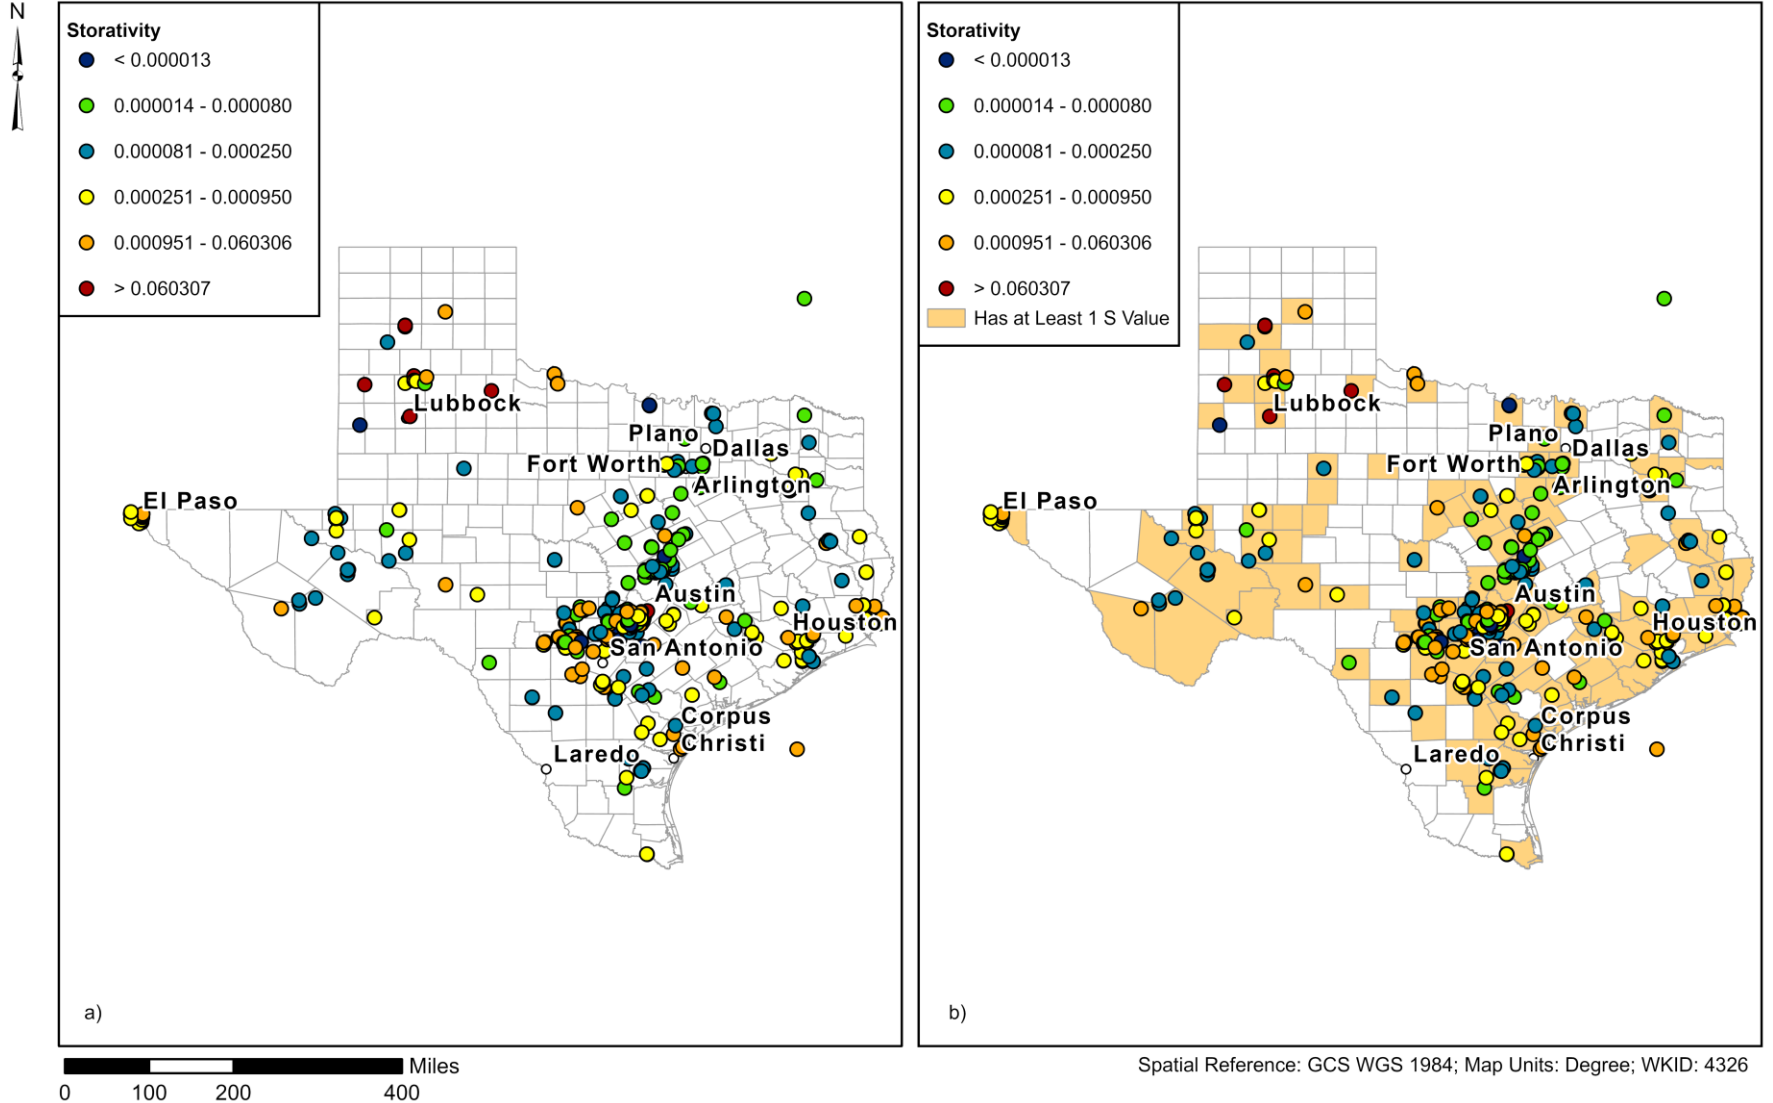 N
Storativity
< 0.000013
0.000014 - 0.000080
0.000081 - 0.000250
0.000251 - 0.000950
0.000951 - 0.060306
> 0.060307
Lubbock
Plano
Dallas
Fort Worth
Arlington
El Paso
Austin
Houston
San Antonio
Corpus
Christi
Laredo
a)
Storativity
< 0.000013
0.000014 - 0.000080
0.000081 - 0.000250
0.000251 - 0.000950
0.000951 - 0.060306
> 0.060307
Has at Least 1 S Value
Lubbock
Plano
Dallas
Fort Worth
Arlington
El Paso
Austin
Houston
San Antonio
Corpus
Christi
Laredo
b)
Miles
0 100 200 400
Spatial Reference: GCS WGS 1984; Map Units: Degree; WKID: 4326